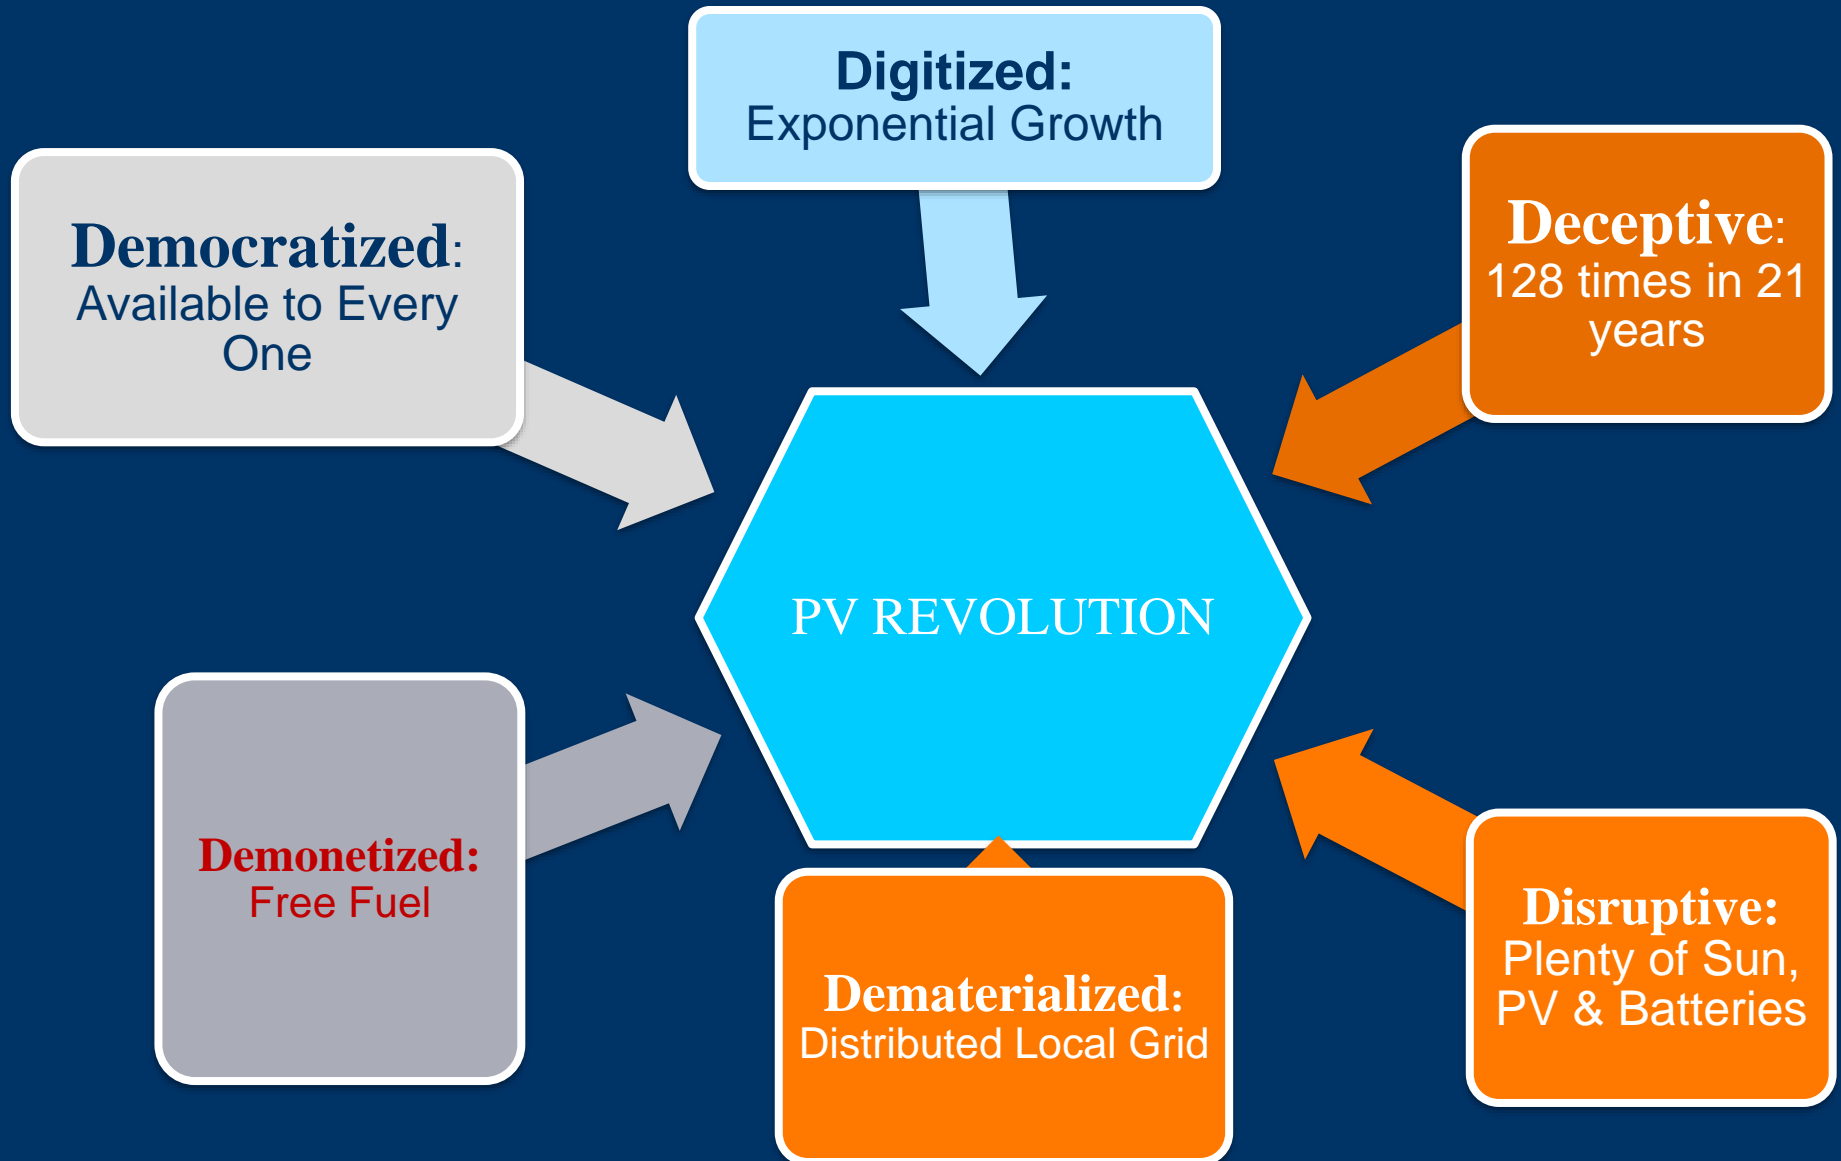 Digitized:
Exponential Growth
Deceptive:
128 times in 21
years
Disruptive:
Plenty of Sun,
PV & Batteries
Dematerialized:
Distributed Local Grid
Demonetized:
Free Fuel
Democratized:
Available to Every
One
PV REVOLUTION